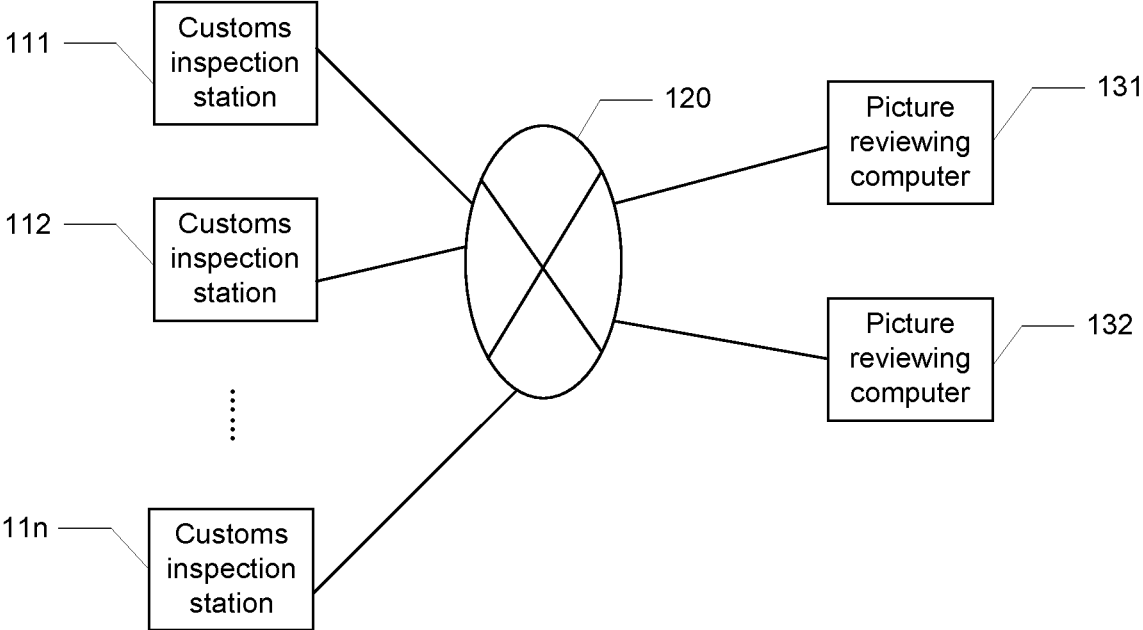 111
Customs
inspection
station
120
131
Picture
reviewing
computer
112
Customs
inspection
station
132
Picture
reviewing
computer
11n
Customs
inspection
station